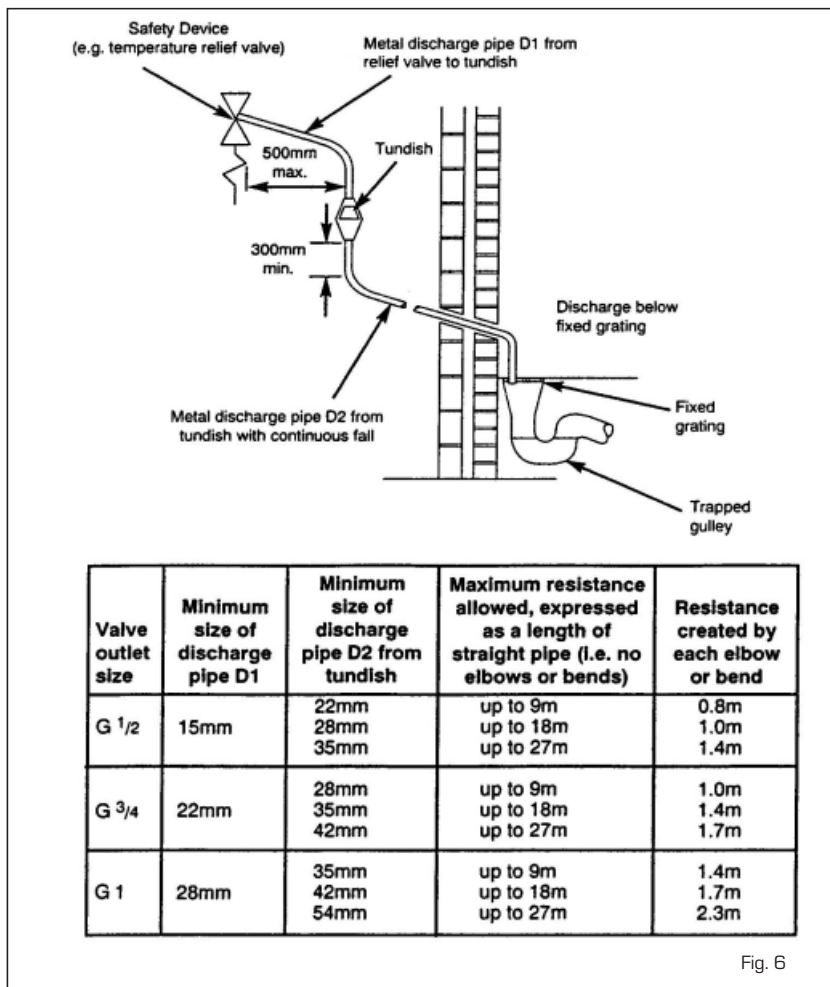 Safety Device
(e.g. temperature relief valve)
Metal discharge pipe D1 from
relief valve to tundish
500mm
max.
Tundish
300mm
min.
Discharge below
fixed grating
Metal discharge pipe D2 from
tundish with continuous fall
Fixed
grating
Trapped
gulley
Valve outlet size | Minimum size of discharge pipe D1 | Minimum size of discharge pipe D2 from tundish | Maximum resistance allowed, expressed as a length of straight pipe (i.e. no elbows or bends) | Resistance created by each elbow or bend
G 1/2 | 15mm | 22mm | up to 9m | 0.8m
28mm | up to 18m | 1.0m
35mm | up to 27m | 1.4m
G 3/4 | 22mm | 28mm | up to 9m | 1.0m
35mm | up to 18m | 1.4m
42mm | up to 27m | 1.7m
G 1 | 28mm | 35mm | up to 9m | 1.4m
42mm | up to 18m | 1.7m
54mm | up to 27m | 2.3m
Fig. 6